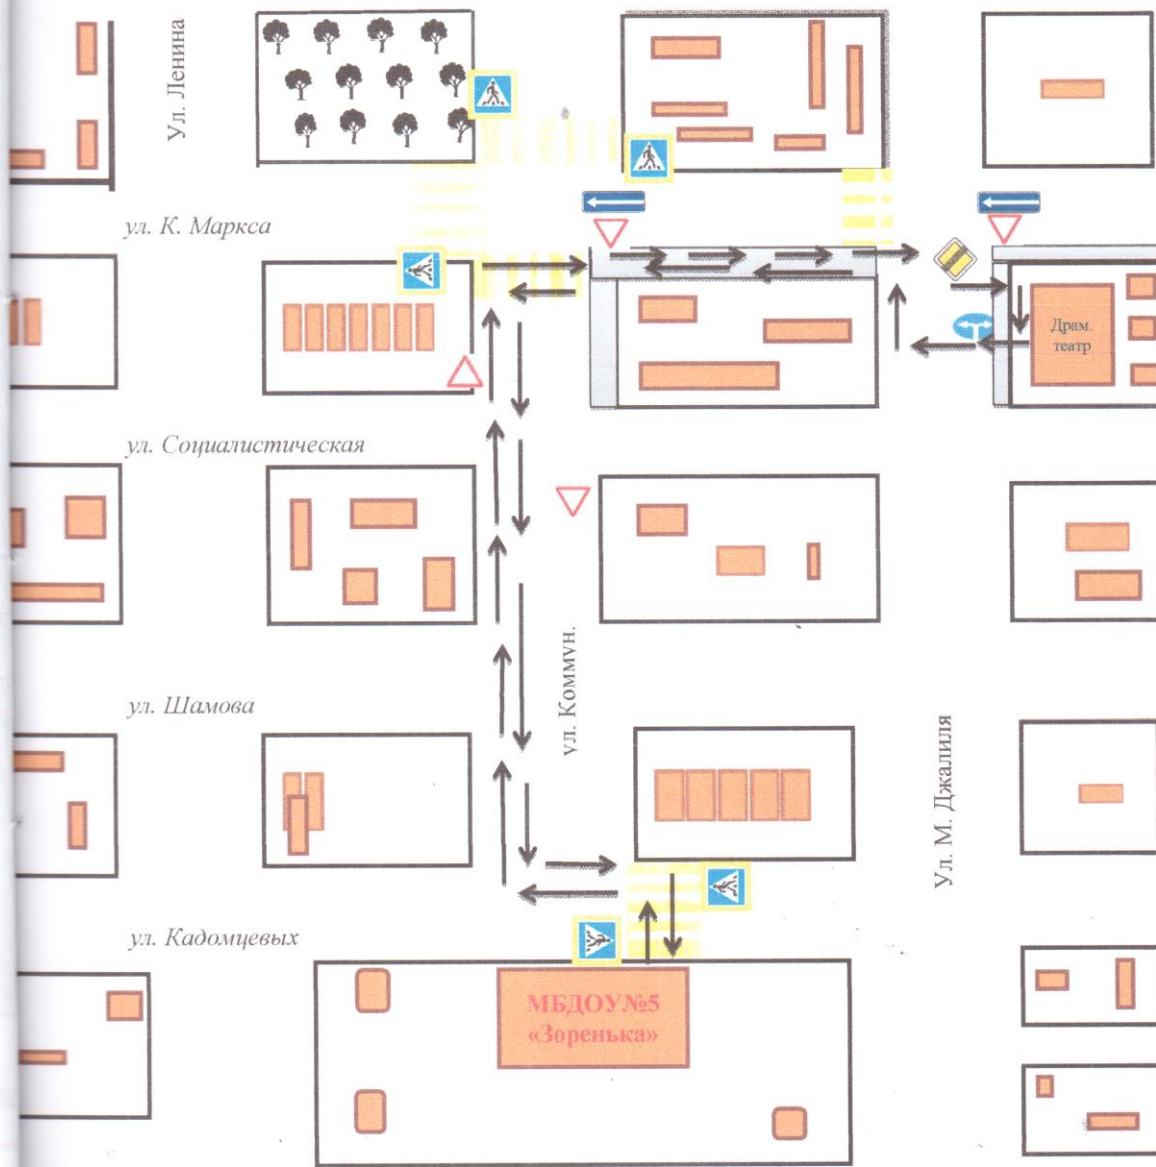 Ул. Ленина
ул. К. Маркса
Драм.
театр
ул. Социалистическая
ул. Коммун.
ул. Шамова
Ул. М. Джалиля
ул. Кадомцевых
МБДОУ№5
«Зоренька»